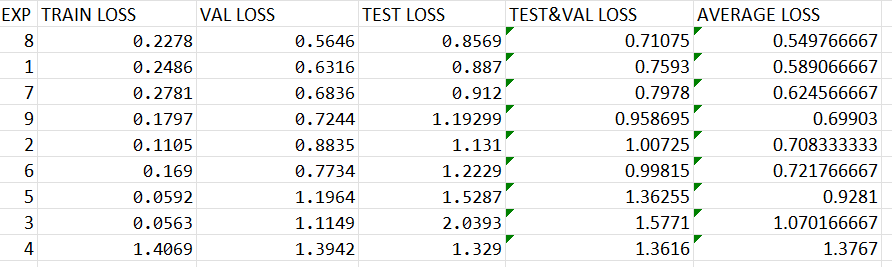 EXP TRAIN LOSS VAL LOSS TEST LOSS TEST&VAL LOSS AVERAGE LOSS
8 0.2278 0.5646 0.8569 0.71075 0.549766667
1 0.2486 0.6316 0.887 0.7593 0.589066667
7 0.2781 0.6836 0.912 0.7978 0.624566667
9 0.1797 0.7244 1.19299 0.958695 0.69903
2 0.1105 0.8835 1.131 1.00725 0.708333333
6 0.169 0.7734 1.2229 0.99815 0.721766667
5 0.0592 1.1964 1.5287 1.36255 0.9281
3 0.0563 1.1149 2.0393 1.5771 1.070166667
4 1.4069 1.3942 1.329 1.3616 1.3767